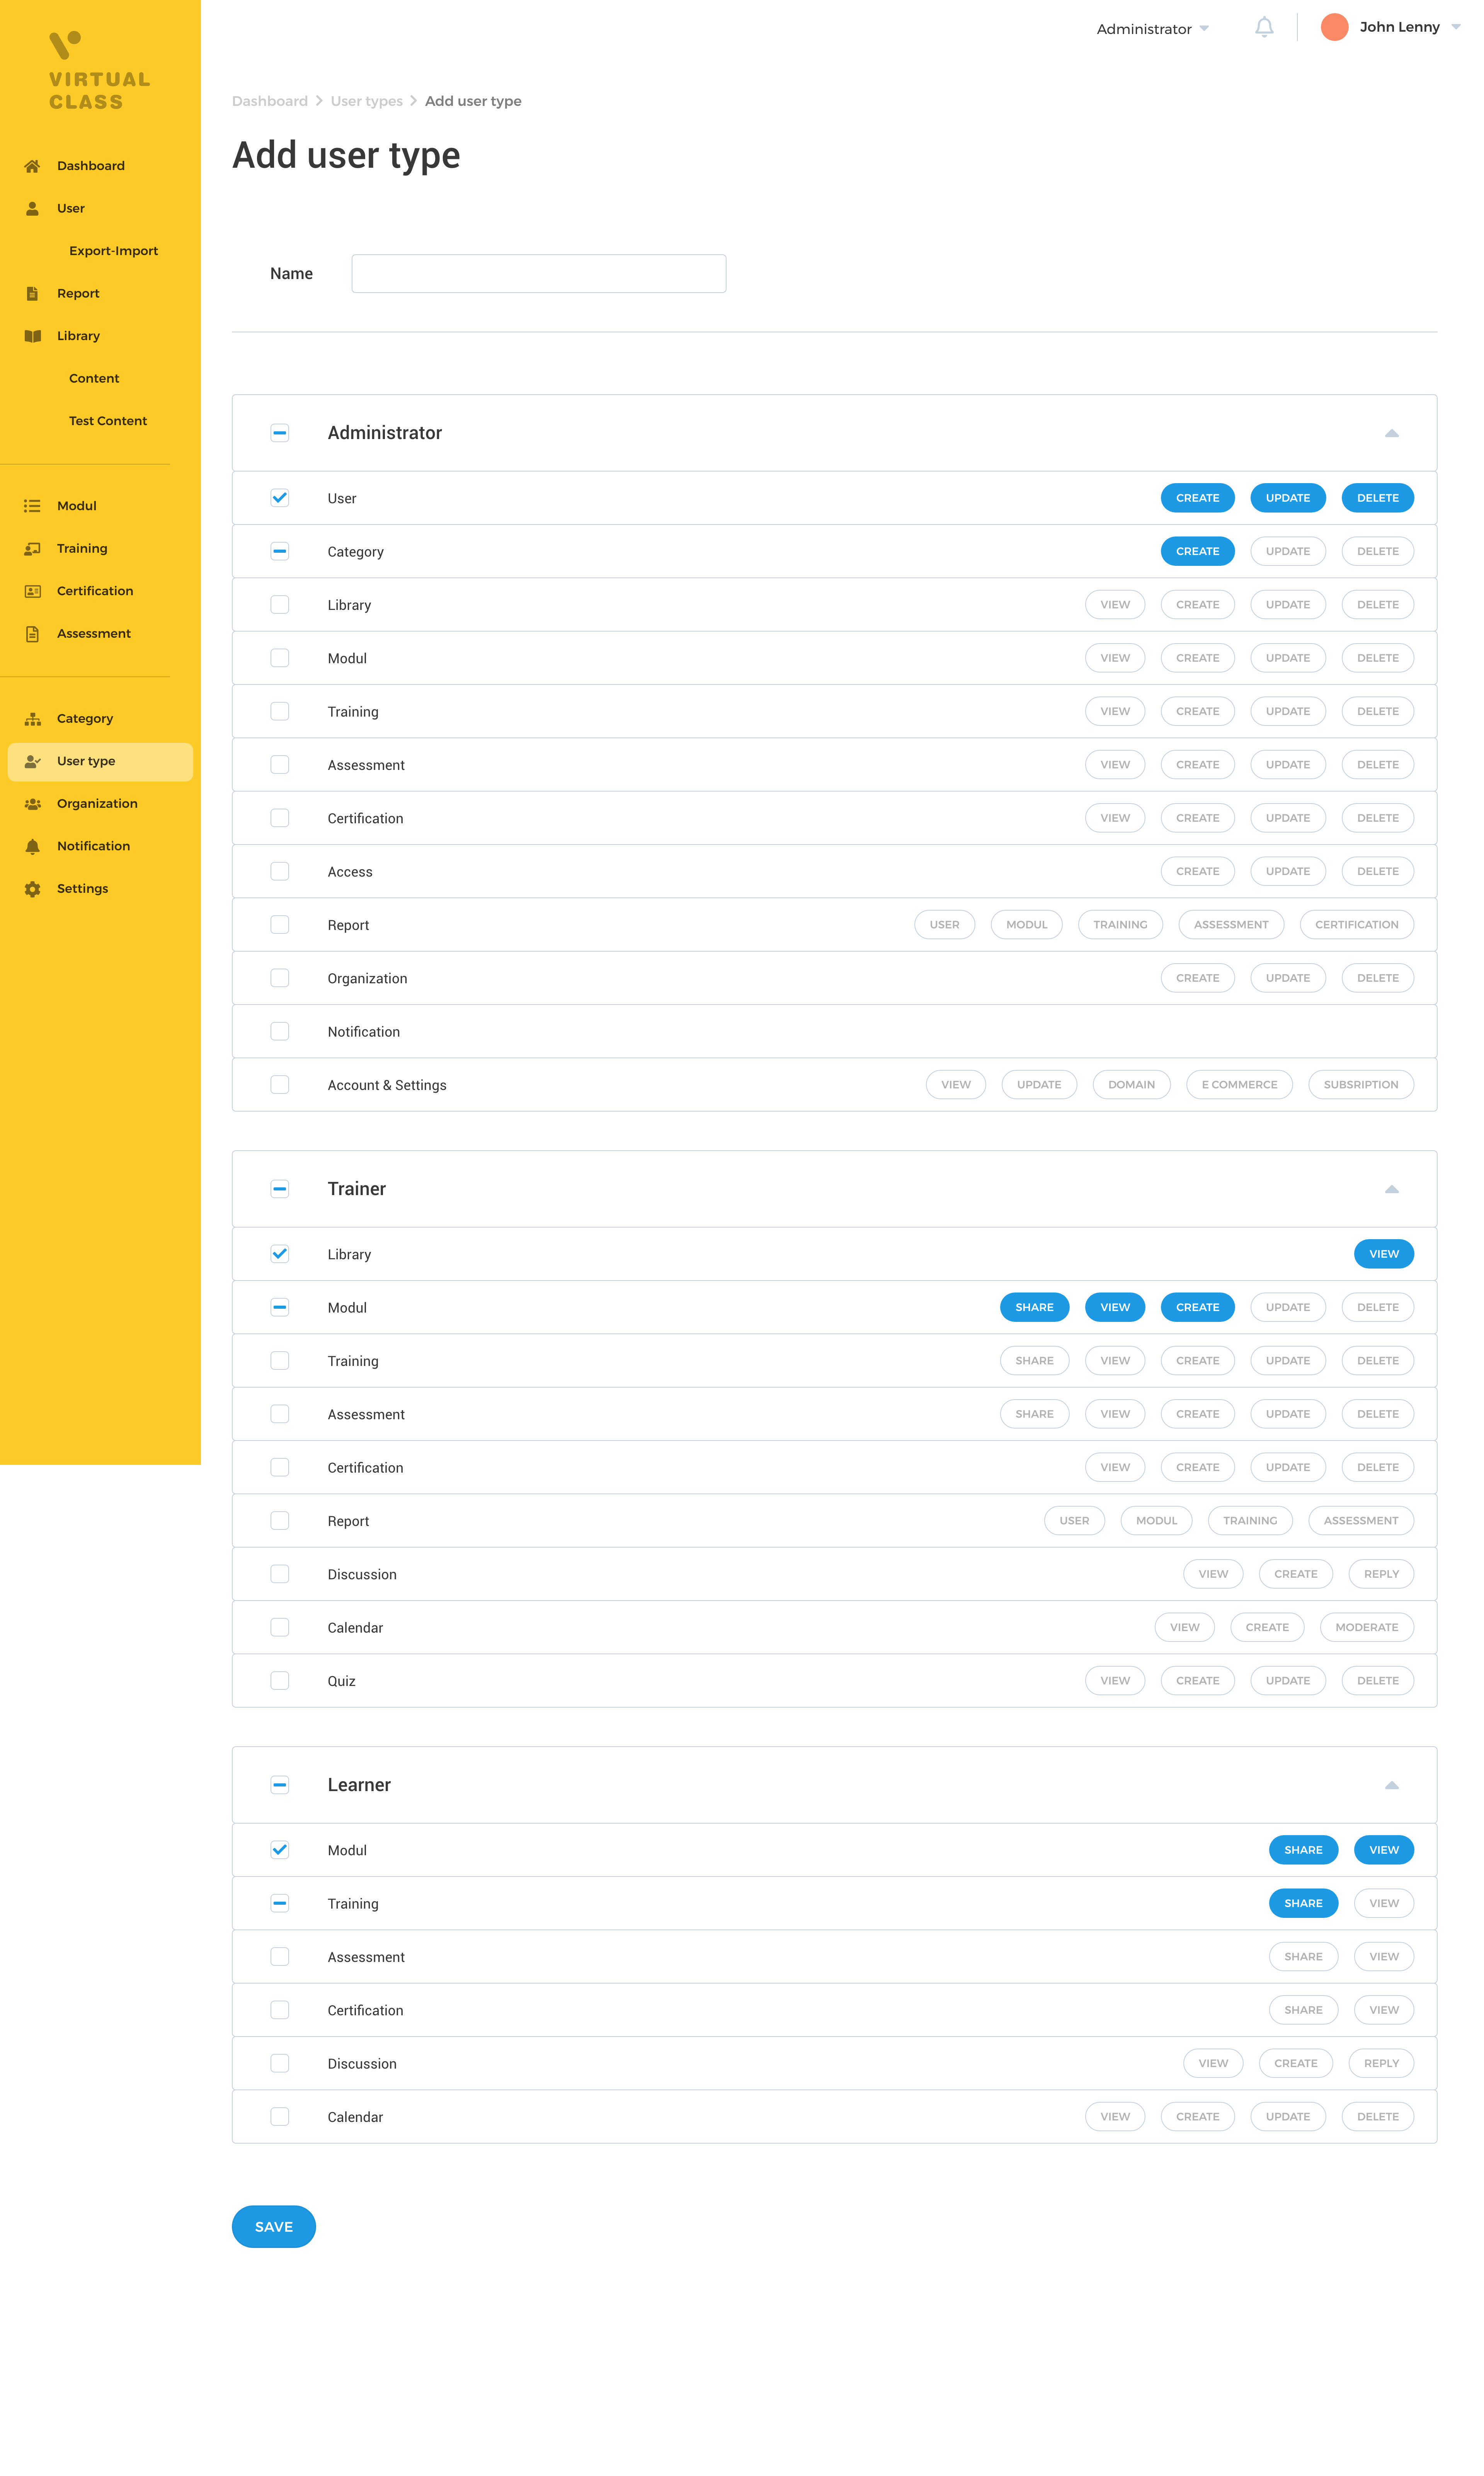 VIRTUAL
CLASS
Dashboard
User
Export-Import
Report
Library
Content
Test Content
Modul
Training
Certification
Assessment
Category
User type
Organization
Notification
Settings
Administrator
John Lenny
Dashboard User types Add user type
Add user type
Name
Administrator
User CREATE UPDATE DELETE
Category CREATE UPDATE DELETE
Library VIEW CREATE UPDATE DELETE
Modul VIEW CREATE UPDATE DELETE
Training VIEW CREATE UPDATE DELETE
Assessment VIEW CREATE UPDATE DELETE
Certification VIEW CREATE UPDATE DELETE
Access CREATE UPDATE DELETE
Report USER MODUL TRAINING ASSESSMENT CERTIFICATION
Organization CREATE UPDATE DELETE
Notification
Account & Settings VIEW UPDATE DOMAIN E COMMERCE SUBSRIPTION
Trainer
Library VIEW
Modul SHARE VIEW CREATE UPDATE DELETE
Training SHARE VIEW CREATE UPDATE DELETE
Assessment SHARE VIEW CREATE UPDATE DELETE
Certification VIEW CREATE UPDATE DELETE
Report USER MODUL TRAINING ASSESSMENT
Discussion VIEW CREATE REPLY
Calendar VIEW CREATE MODERATE
Quiz VIEW CREATE UPDATE DELETE
Learner
Modul SHARE VIEW
Training SHARE VIEW
Assessment SHARE VIEW
Certification SHARE VIEW
Discussion VIEW CREATE REPLY
Calendar VIEW CREATE UPDATE DELETE
SAVE